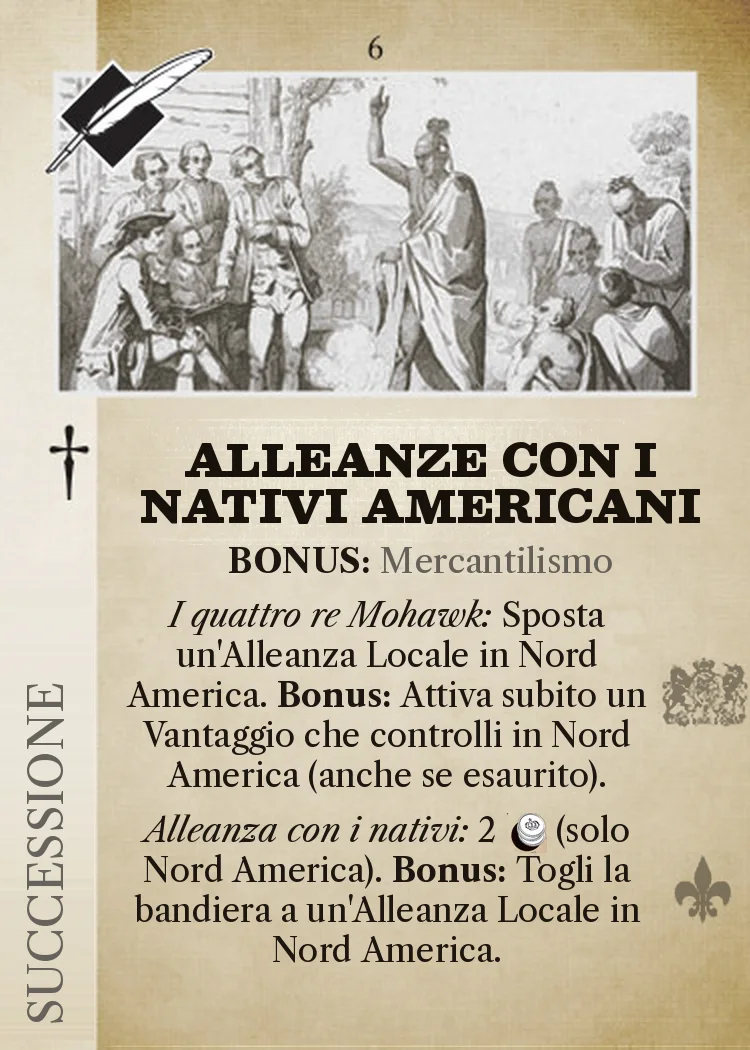 6
ALLEANZE CON I
NATIVI AMERICANI
BONUS: Mercantilismo
I quattro re Mohawk: Sposta
un'Alleanza Locale in Nord
America. Bonus: Attiva subito un
Vantaggio che controlli in Nord
America (anche se esaurito).
Alleanza con i nativi: 2 (solo
Nord America). Bonus: Togli la
bandiera a un'Alleanza Locale in
Nord America.
SUCCESSIONE